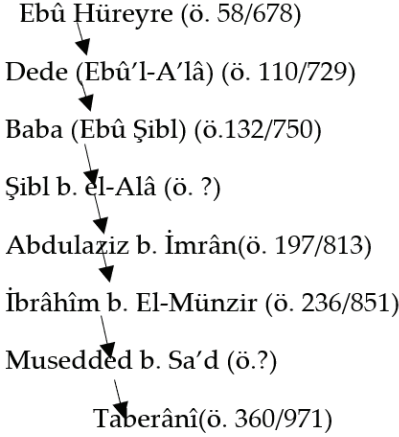 Ebû Hüreyre (ö. 58/678)
Dede (Ebû'l-A'lâ) (ö. 110/729)
Baba (Ebû Şibl) (ö.132/750)
Şibl b. el-Alâ (ö. ?)
Abdulaziz b. İmrân(ö. 197/813)
İbrâhîm b. El-Münzir (ö. 236/851)
Musedded b. Sa'd (ö.?)
Taberânî(ö. 360/971)